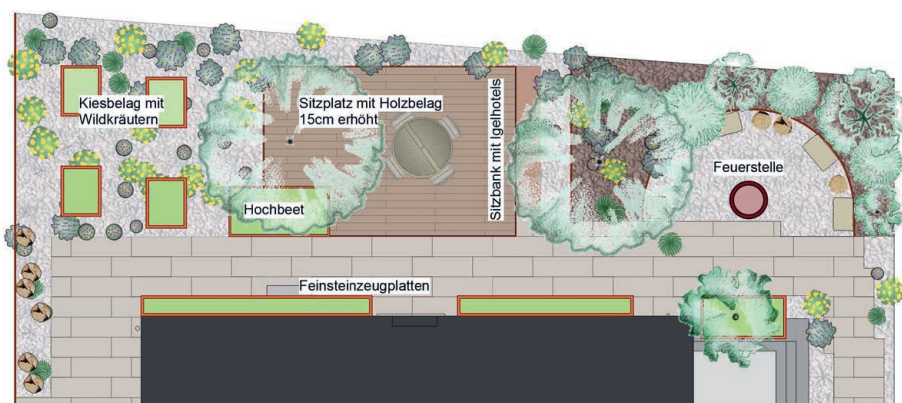 Kiesbelag mit
Wildkräutern
Sitzplatz mit Holzbelag
15cm erhöht
Sitzbank mit Igelhotels
Feuerstelle
Hochbeet
Feinsteinzeugplatten